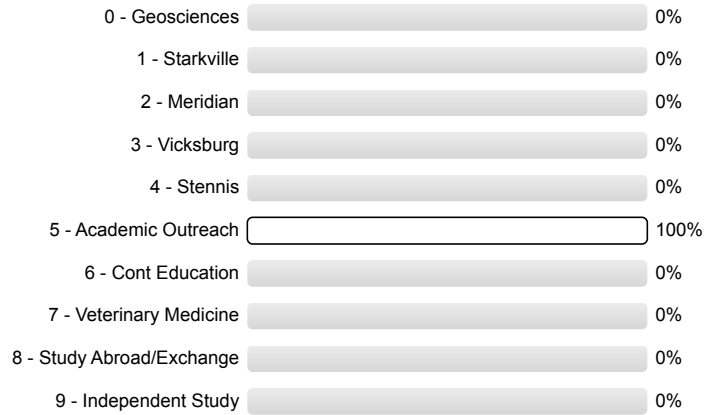 0 - Geosciences 0%
1 - Starkville 0%
2 - Meridian 0%
3 - Vicksburg 0%
4 - Stennis 0%
5 - Academic Outreach 100%
6 - Cont Education 0%
7 - Veterinary Medicine 0%
8 - Study Abroad/Exchange 0%
9 - Independent Study 0%